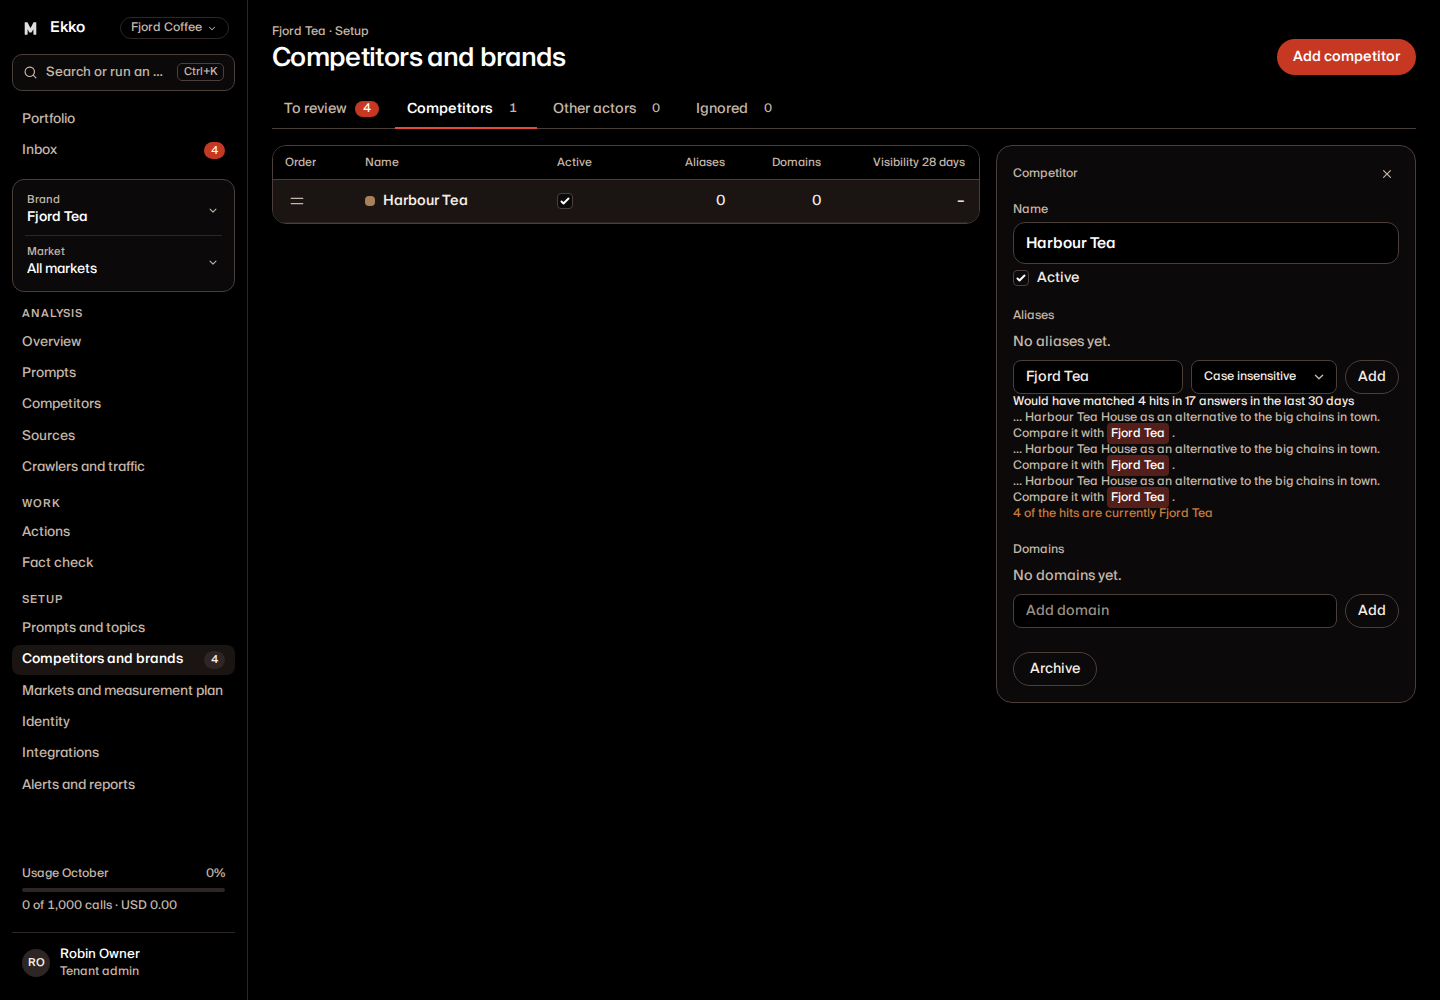 Ekko
Fjord Coffee
Search or run an ...
Ctrl+K
Portfolio
Inbox
4
Brand
Fjord Tea
Market
All markets
ANALYSIS
Overview
Prompts
Competitors
Sources
Crawlers and traffic
WORK
Actions
Fact check
SETUP
Prompts and topics
Competitors and brands
4
Markets and measurement plan
Identity
Integrations
Alerts and reports
Usage October
0%
0 of 1,000 calls · USD 0.00
RO
Robin Owner
Tenant admin
Fjord Tea · Setup
Competitors and brands
Add competitor
To review 4
Competitors 1
Other actors 0
Ignored 0
Order Name Active Aliases Domains Visibility 28 days
Harbour Tea 0 0 –
Competitor
Name
Harbour Tea
Active
Aliases
No aliases yet.
Fjord Tea
Case insensitive
Add
Would have matched 4 hits in 17 answers in the last 30 days
... Harbour Tea House as an alternative to the big chains in town.
Compare it with Fjord Tea .
... Harbour Tea House as an alternative to the big chains in town.
Compare it with Fjord Tea .
... Harbour Tea House as an alternative to the big chains in town.
Compare it with Fjord Tea .
4 of the hits are currently Fjord Tea
Domains
No domains yet.
Add domain
Add
Archive